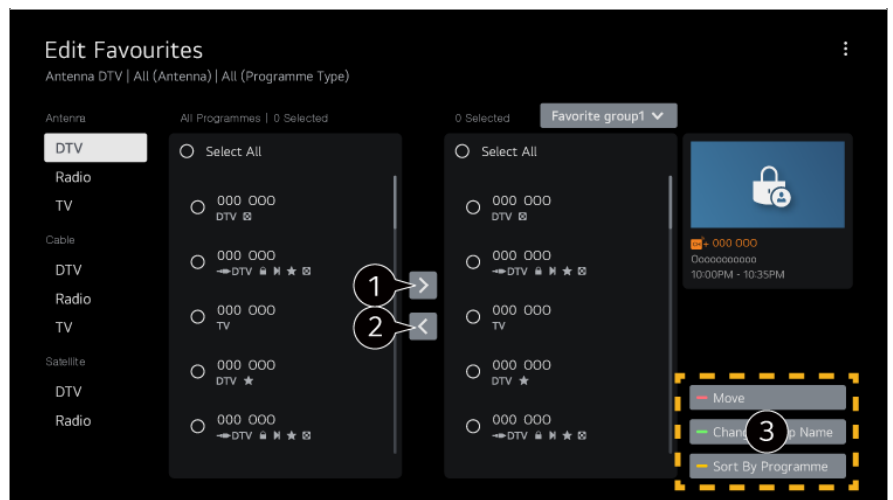 Edit Favourites
Antenna DTV | All (Antenna) | All (Programme Type)
Antenna
DTV
Radio
TV
Cable
DTV
Radio
TV
Satellite
DTV
Radio
All Programmes | 0 Selected
Select All
000 000
DTV
000 000
DTV
000 000
TV
000 000
DTV
000 000
DTV
1
2
0 Selected
Favorite group1
Select All
000 000
DTV
000 000
DTV
000 000
TV
000 000
DTV
000 000
DTV
+ 000 000
Ooooooooooo
10:00PM - 10:35PM
Move
3
Name
Sort By Programme